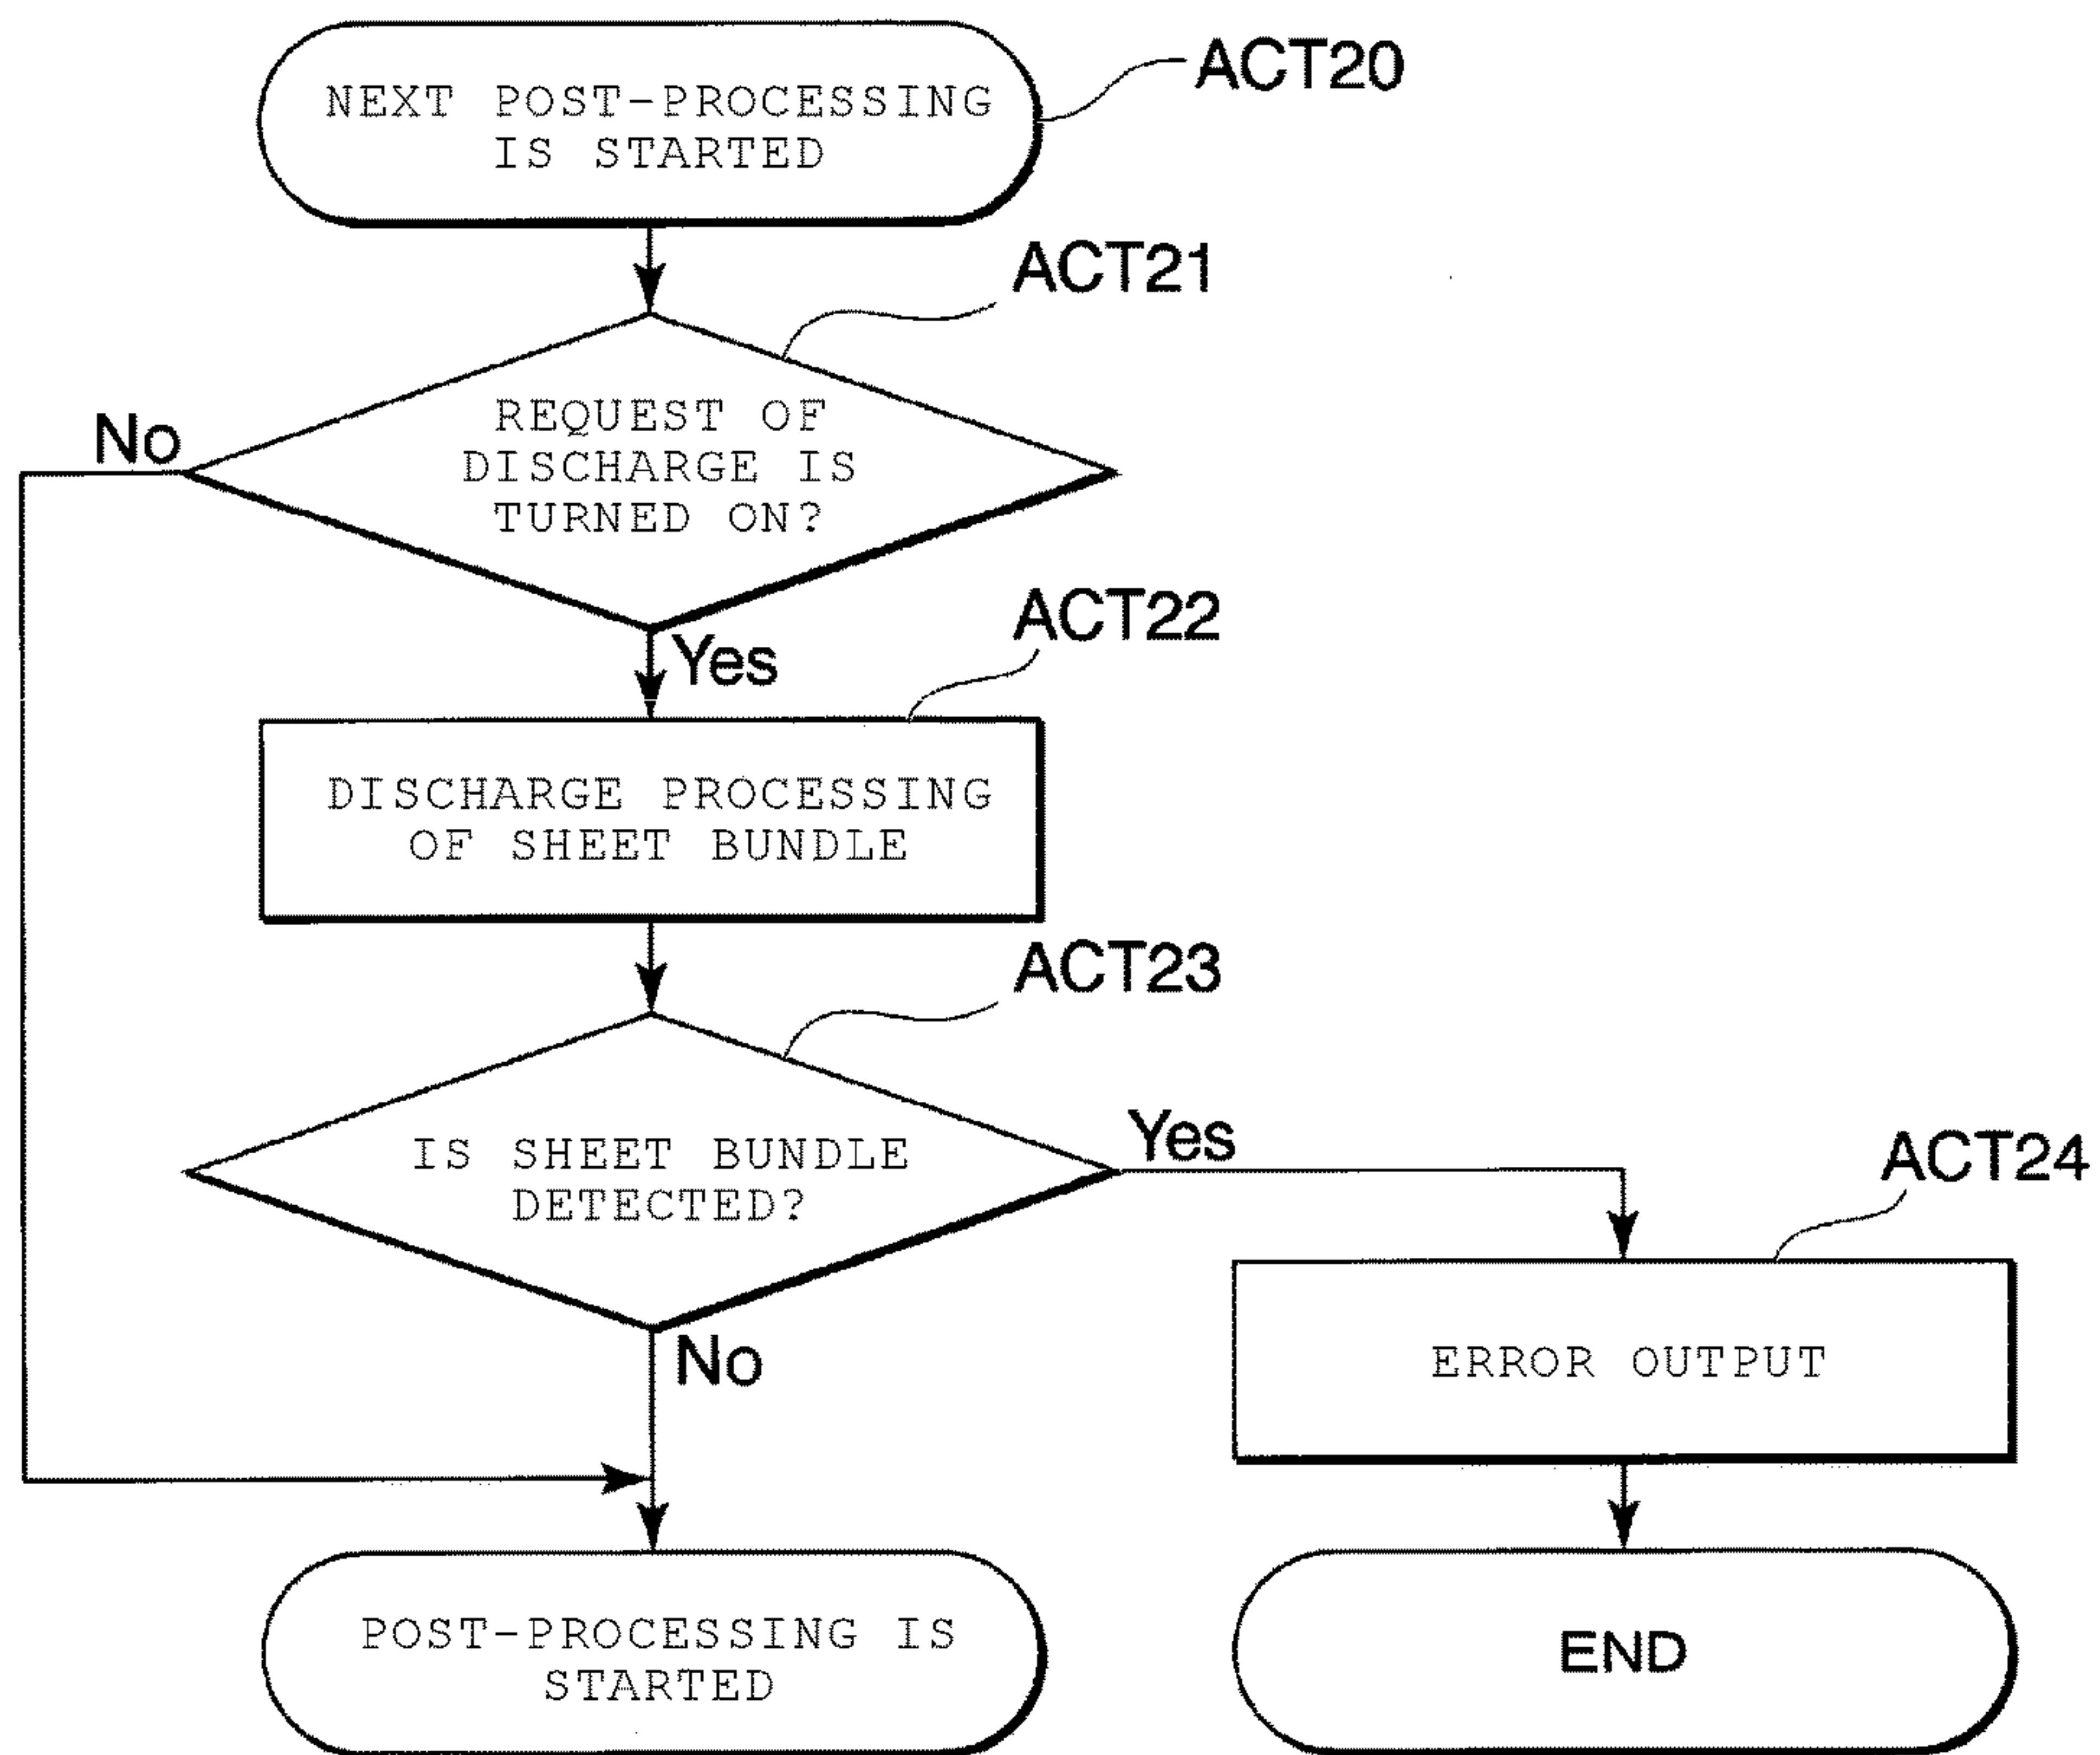 NEXT POST-PROCESSING
IS STARTED
ACT20
ACT21
REQUEST OF
DISCHARGE IS
TURNED ON?
No
Yes
ACT22
DISCHARGE PROCESSING
OF SHEET BUNDLE
ACT23
IS SHEET BUNDLE
DETECTED?
Yes
No
ACT24
ERROR OUTPUT
POST-PROCESSING IS
STARTED
END